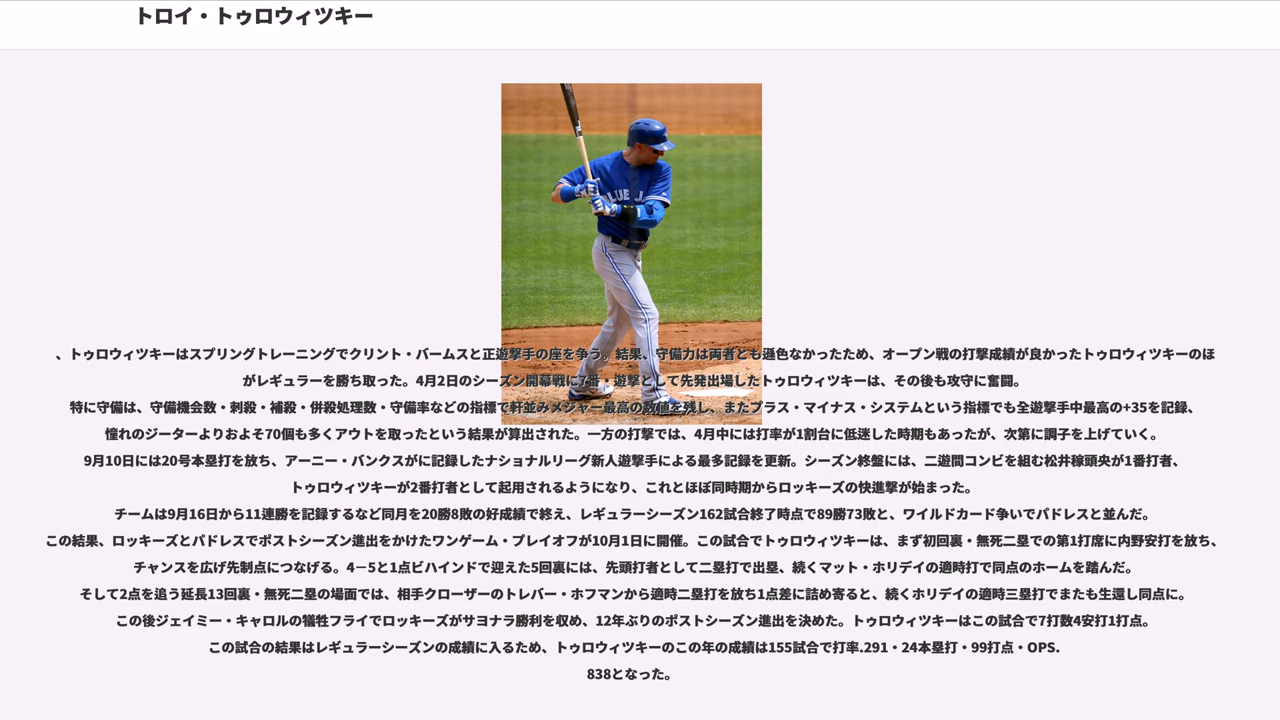 トロイ・トゥロウィツキー
BLUE J
、トゥロウィツキーはスプリングトレーニングでクリント・バームスと正遊撃手の座を争う。結果、守備力は両者とも遜色なかったため、オープン戦の打撃成績が良かったトゥロウィツキーのほ
がレギュラーを勝ち取った。4月2日のシーズン開幕戦に7番・遊撃として先発出場したトゥロウィツキーは、その後も攻守に奮闘。
特に守備は、守備機会数・刺殺・補殺・併殺処理数・守備率などの指標で軒並みメジャー最高の数値を残し、またプラス・マイナス・システムという指標でも全遊撃手中最高の+35を記録、
憧れのジーターよりおよそ70個も多くアウトを取ったという結果が算出された。一方の打撃では、4月中には打率が1割台に低迷した時期もあったが、次第に調子を上げていく。
9月10日には20号本塁打を放ち、アーニー・バンクスがに記録したナショナルリーグ新人遊撃手による最多記録を更新。シーズン終盤には、二遊間コンビを組む松井稼頭央が1番打者、
トゥロウィツキーが2番打者として起用されるようになり、これとほぼ同時期からロッキーズの快進撃が始まった。
チームは9月16日から11連勝を記録するなど同月を20勝8敗の好成績で終え、レギュラーシーズン162試合終了時点で89勝73敗と、ワイルドカード争いでパドレスと並んだ。
この結果、ロッキーズとパドレスでポストシーズン進出をかけたワンゲーム・プレイオフが10月1日に開催。この試合でトゥロウィツキーは、まず初回裏・無死二塁での第1打席に内野安打を放ち、
チャンスを広げ先制点につなげる。4－5と1点ビハインドで迎えた5回裏には、先頭打者として二塁打で出塁、続くマット・ホリデイの適時打で同点のホームを踏んだ。
そして2点を追う延長13回裏・無死二塁の場面では、相手クローザーのトレバー・ホフマンから適時二塁打を放ち1点差に詰め寄ると、続くホリデイの適時三塁打でまたも生還し同点に。
この後ジェイミー・キャロルの犠牲フライでロッキーズがサヨナラ勝利を収め、12年ぶりのポストシーズン進出を決めた。トゥロウィツキーはこの試合で7打数4安打1打点。
この試合の結果はレギュラーシーズンの成績に入るため、トゥロウィツキーのこの年の成績は155試合で打率.291・24本塁打・99打点・OPS.
838となった。